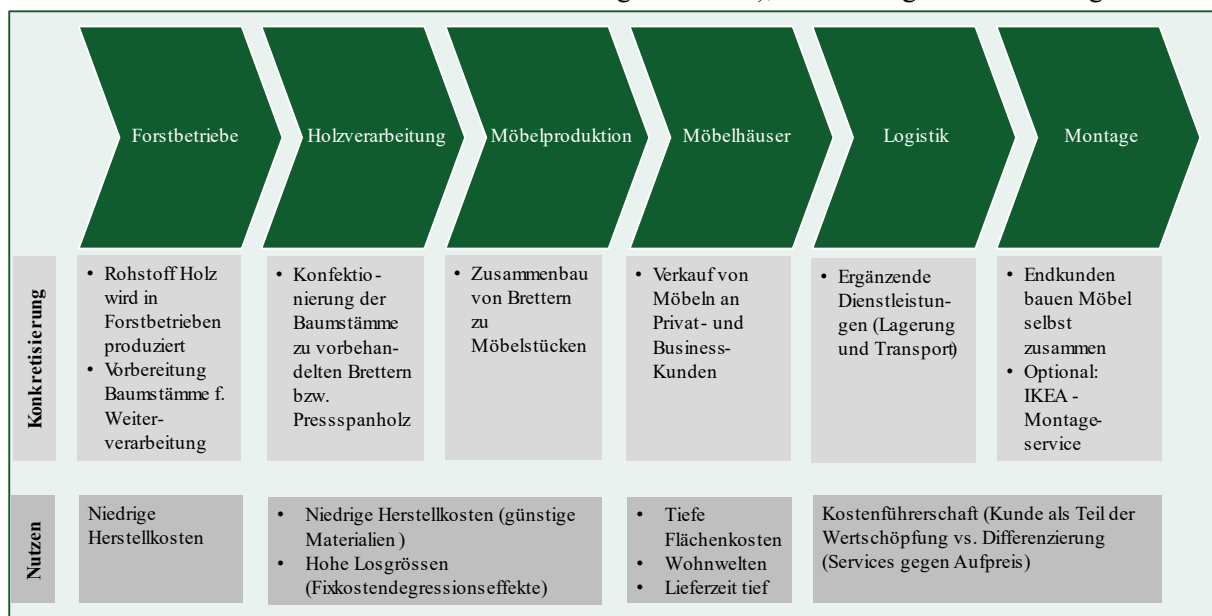 Forstbetriebe
Holzverarbeitung
Möbelproduktion
Möbelhäuser
Logistik
Montage
Konkretisierung
• Rohstoff Holz
wird in
Forstbetrieben
produziert
• Vorbereitung
Baumstämme f.
Weiter-
verarbeitung
• Konfektio-
nierung der
Baumstämme
zu vorbehan-
delten Brettern
bzw.
Pressspanholz
• Zusammenbau
von Brettern
zu
Möbelstücken
• Verkauf von
Möbeln an
Privat- und
Business-
Kunden
• Ergänzende
Dienstleistun-
gen (Lagerung
und Transport)
• Endkunden
bauen Möbel
selbst
zusammen
• Optional:
IKEA -
Montage-
service
Nutzen
Niedrige
Herstellkosten
• Niedrige Herstellkosten (günstige
Materialien )
• Hohe Losgrössen
(Fixkostendegressionseffekte)
• Tiefe
Flächenkosten
• Wohnwelten
• Lieferzeit tief
Kostenführerschaft (Kunde als Teil der
Wertschöpfung vs. Differenzierung
(Services gegen Aufpreis)